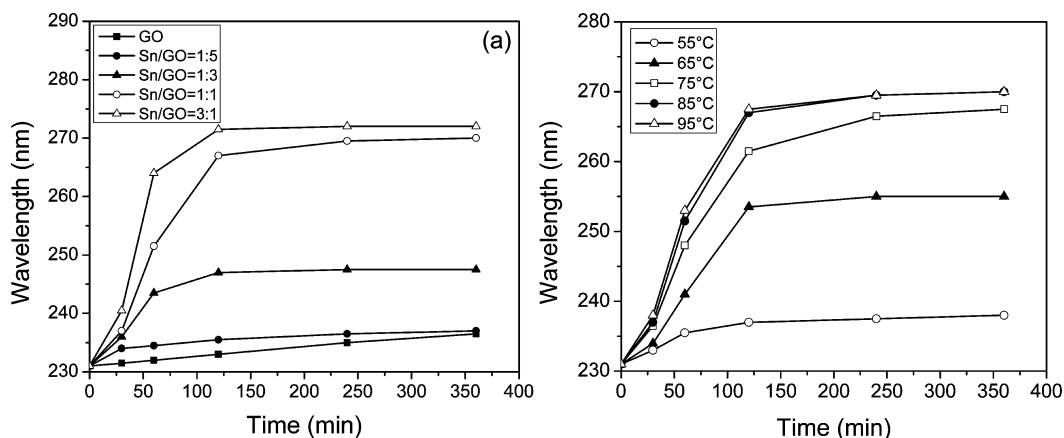 (a)
GO
Sn/GO=1:5
Sn/GO=1:3
Sn/GO=1:1
Sn/GO=3:1
290
280
270
260
250
240
230
Wavelength (nm)
0 50 100 150 200 250 300 350 400
Time (min)
55°C
65°C
75°C
85°C
95°C
280
270
260
250
240
230
Wavelength (nm)
0 50 100 150 200 250 300 350 400
Time (min)